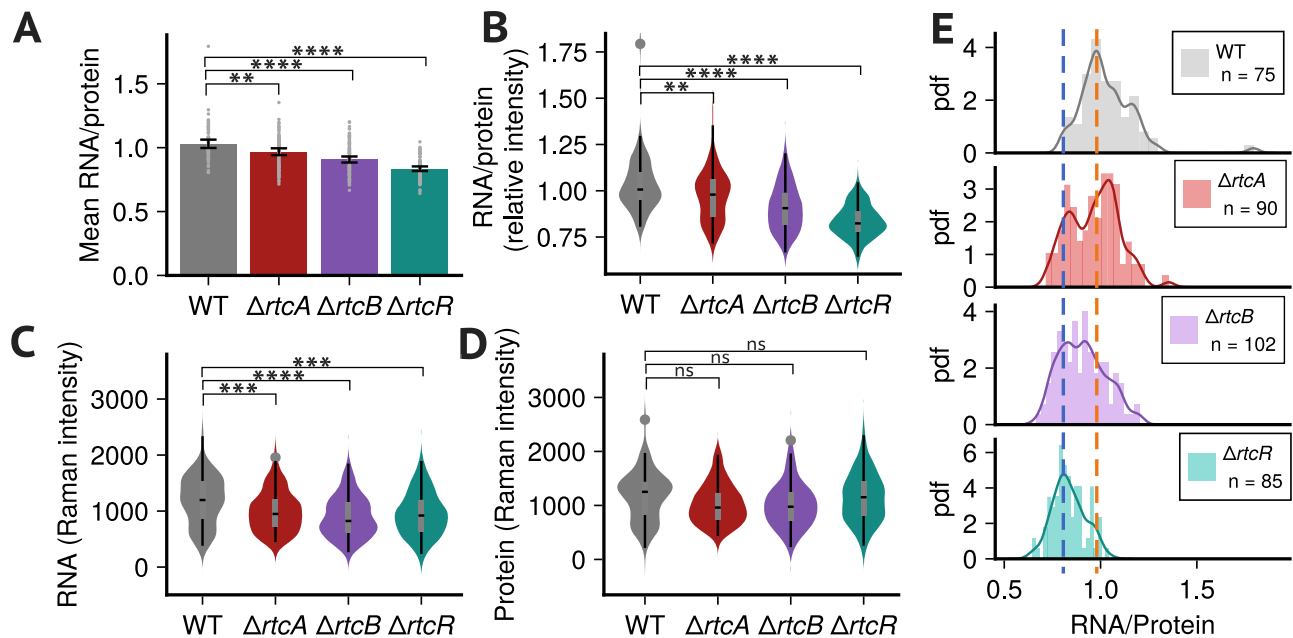 A
Mean RNA/protein
1.5
1.0
0.5
0.0
****
****
**
WT ΔrtcA ΔrtcB ΔrtcR
B
RNA/protein
(relative intensity)
1.75
1.50
1.25
1.00
0.75
****
****
**
WT ΔrtcA ΔrtcB ΔrtcR
C
RNA (Raman intensity)
3000
2000
1000
0
***
****
***
WT ΔrtcA ΔrtcB ΔrtcR
D
Protein (Raman intensity)
3000
2000
1000
0
ns
ns
ns
WT ΔrtcA ΔrtcB ΔrtcR
E
pdf
4
2
0
WT
n = 75
pdf
3
2
1
0
ΔrtcA
n = 90
pdf
4
2
0
ΔrtcB
n = 102
pdf
6
4
2
0
ΔrtcR
n = 85
0.5 1.0 1.5
RNA/Protein